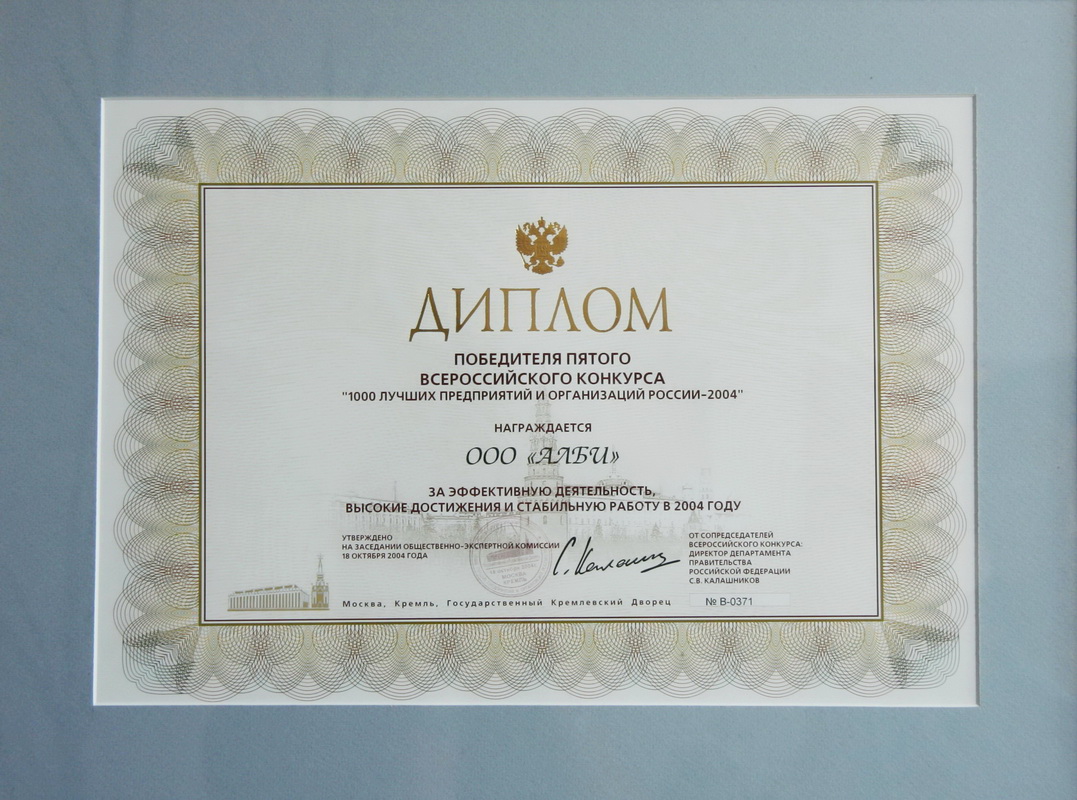 ДИПЛОМ
ПОБЕДИТЕЛЯ ПЯТОГО
ВСЕРОССИЙСКОГО КОНКУРСА
"1000 ЛУЧШИХ ПРЕДПРИЯТИЙ И ОРГАНИЗАЦИЙ РОССИИ-2004"
НАГРАЖДАЕТСЯ
ООО «АЛБИ»
ЗА ЭФФЕКТИВНУЮ ДЕЯТЕЛЬНОСТЬ,
ВЫСОКИЕ ДОСТИЖЕНИЯ И СТАБИЛЬНУЮ РАБОТУ В 2004 ГОДУ
УТВЕРЖДЕНО
НА ЗАСЕДАНИИ ОБЩЕСТВЕННО-ЭКСПЕРТНОЙ КОМИССИИ
18 ОКТЯБРЯ 2004 ГОДА
ОТ СОПРЕДСЕДАТЕЛЕЙ
ВСЕРОССИЙСКОГО КОНКУРСА:
ДИРЕКТОР ДЕПАРТАМЕНТА
ПРАВИТЕЛЬСТВА
РОССИЙСКОЙ ФЕДЕРАЦИИ
С.В. КАЛАШНИКОВ
Москва, Кремль, Государственный Кремлевский Дворец
№ В-0371